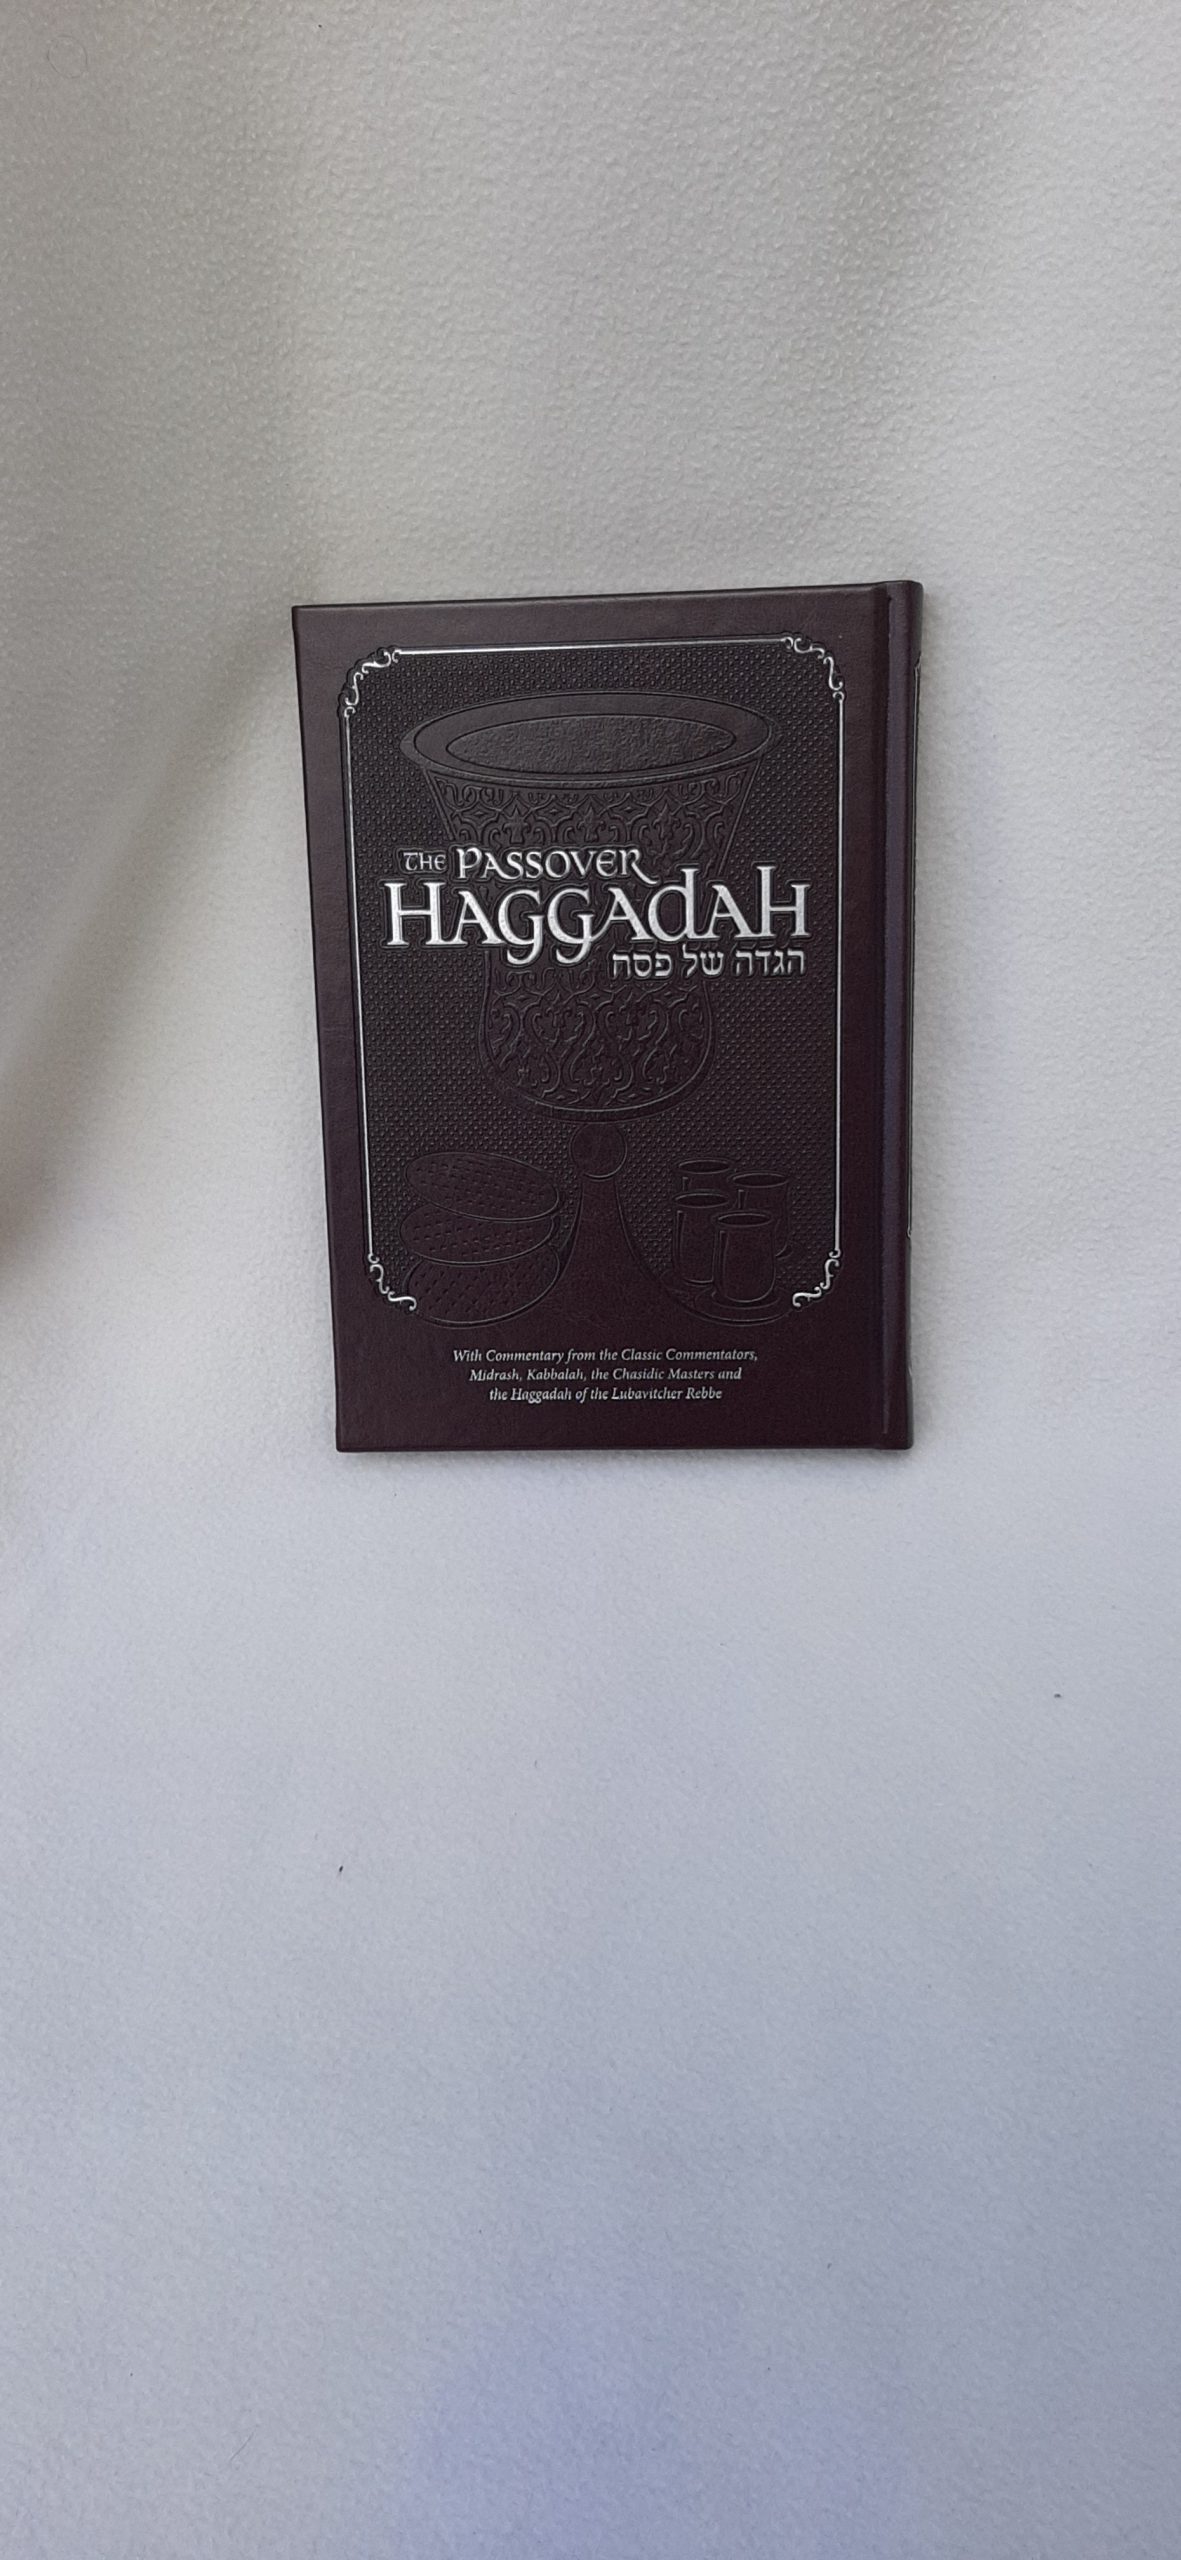 THE PASSOVER
HAGGADAH
הגדה של פסח
With Commentary from the Classic Commentators,
Midrash, Kabbalah, the Chasidic Masters and
the Haggadah of the Lubavitcher Rebbe